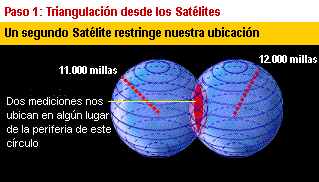 Paso 1: Triangulación desde los Satélites
Un segundo Satélite restringe nuestra ubicación
12.000 millas
11.000 millas
Dos mediciones nos
ubican en algún lugar
de la periferia de este
círculo